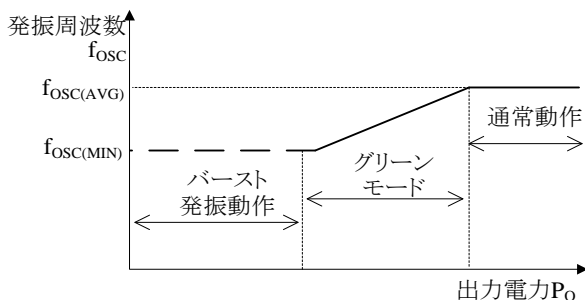 発振周波数
fOSC
fOSC(AVG)
fOSC(MIN)
通常動作
グリーン
モード
バースト
発振動作
出力電力PO